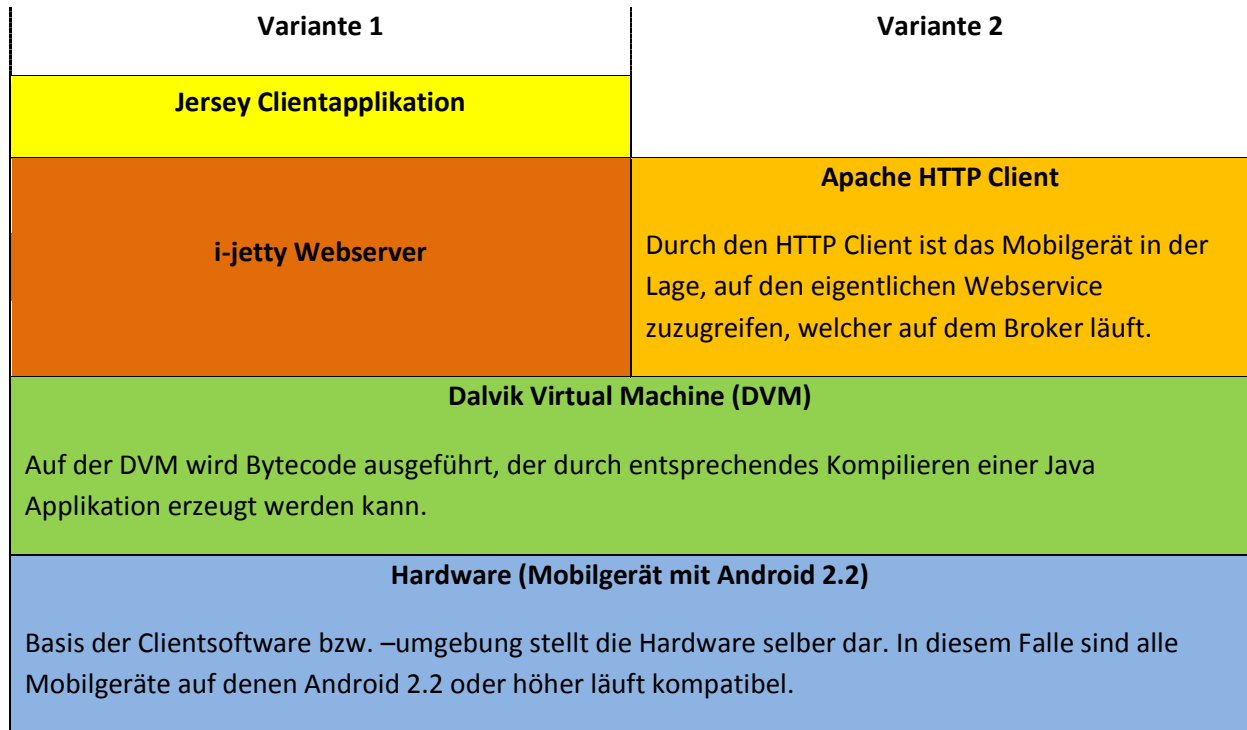 Variante 1
Variante 2
Jersey Clientapplikation
i-jetty Webserver
Apache HTTP Client
Durch den HTTP Client ist das Mobilgerät in der
Lage, auf den eigentlichen Webservice
zuzugreifen, welcher auf dem Broker läuft.
Dalvik Virtual Machine (DVM)
Auf der DVM wird Bytecode ausgeführt, der durch entsprechendes Kompilieren einer Java
Applikation erzeugt werden kann.
Hardware (Mobilgerät mit Android 2.2)
Basis der Clientsoftware bzw. –umgebung stellt die Hardware selber dar. In diesem Falle sind alle
Mobilgeräte auf denen Android 2.2 oder höher läuft kompatibel.